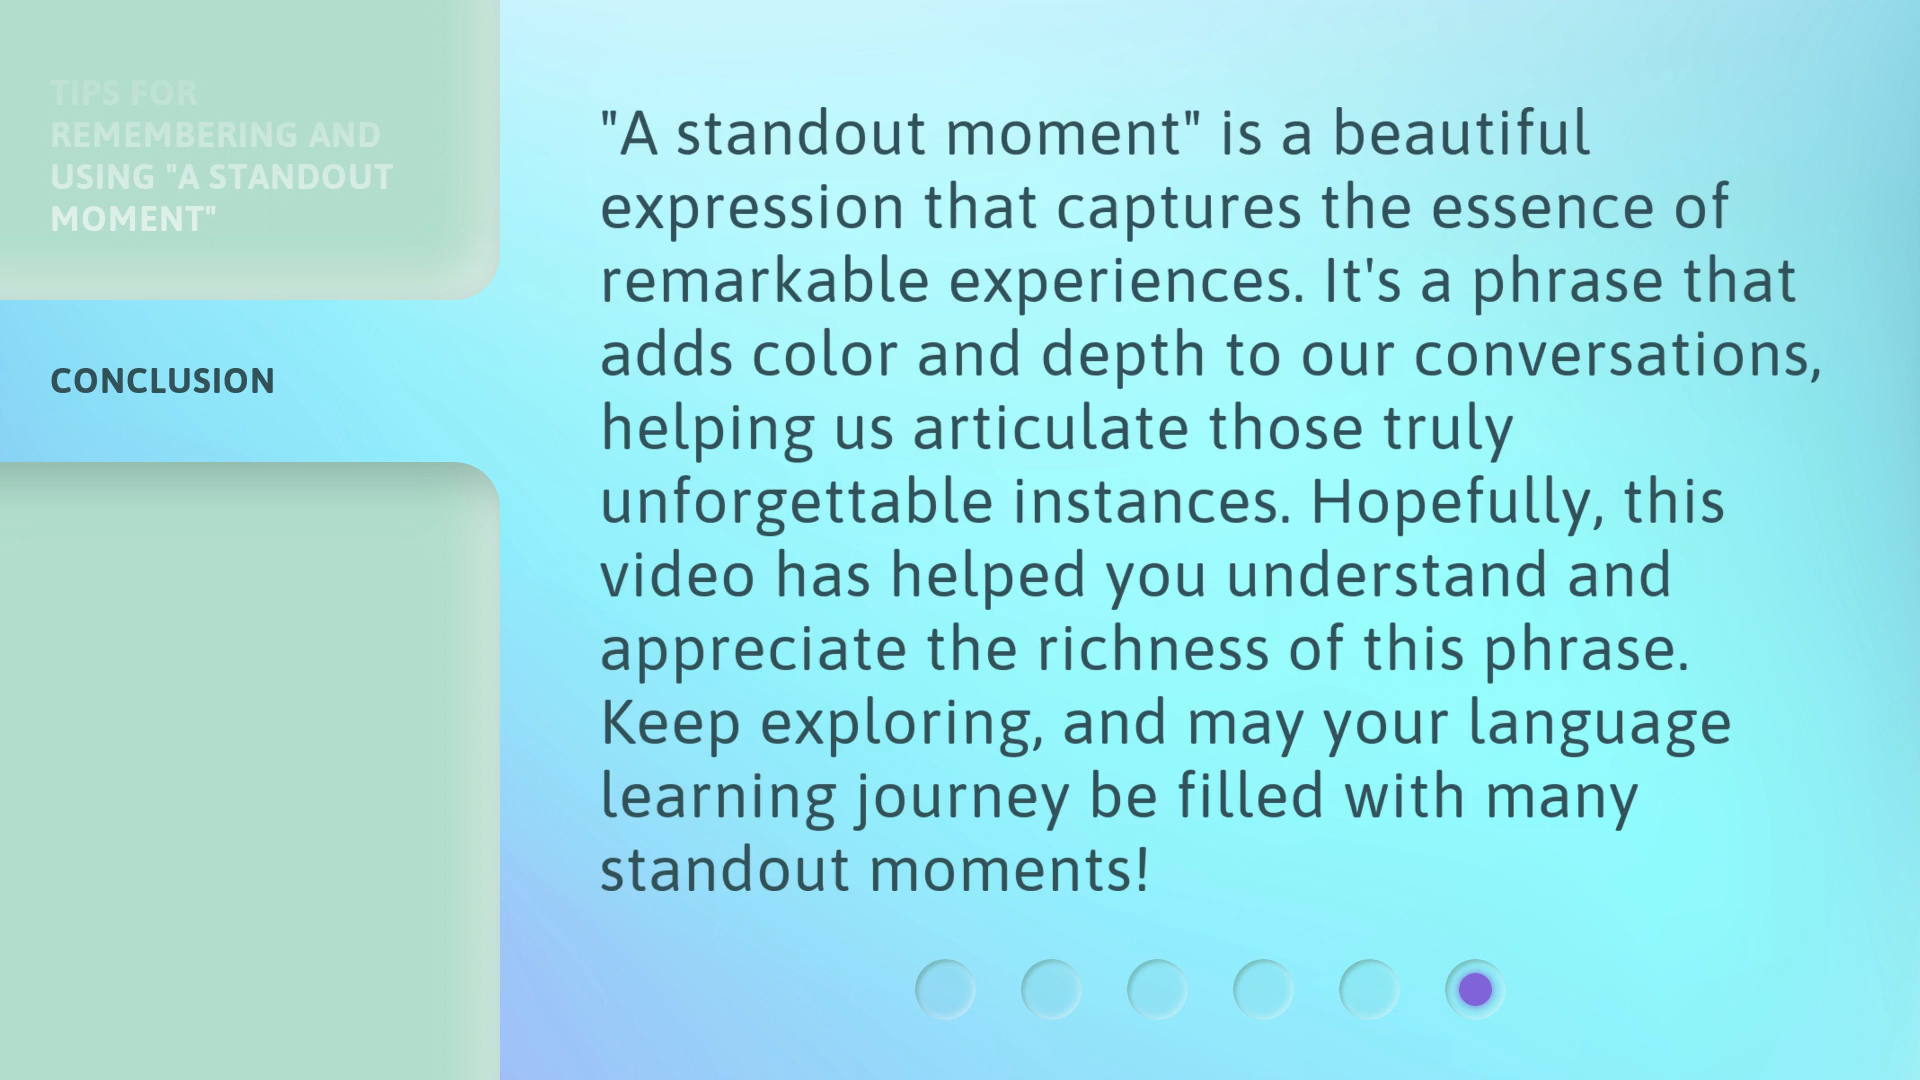 TIPS FOR
REMEMBERING AND
USING "A STANDOUT
MOMENT"
CONCLUSION
"A standout moment" is a beautiful
expression that captures the essence of
remarkable experiences. It's a phrase that
adds color and depth to our conversations,
helping us articulate those truly
unforgettable instances. Hopefully, this
video has helped you understand and
appreciate the richness of this phrase.
Keep exploring, and may your language
learning journey be filled with many
standout moments!